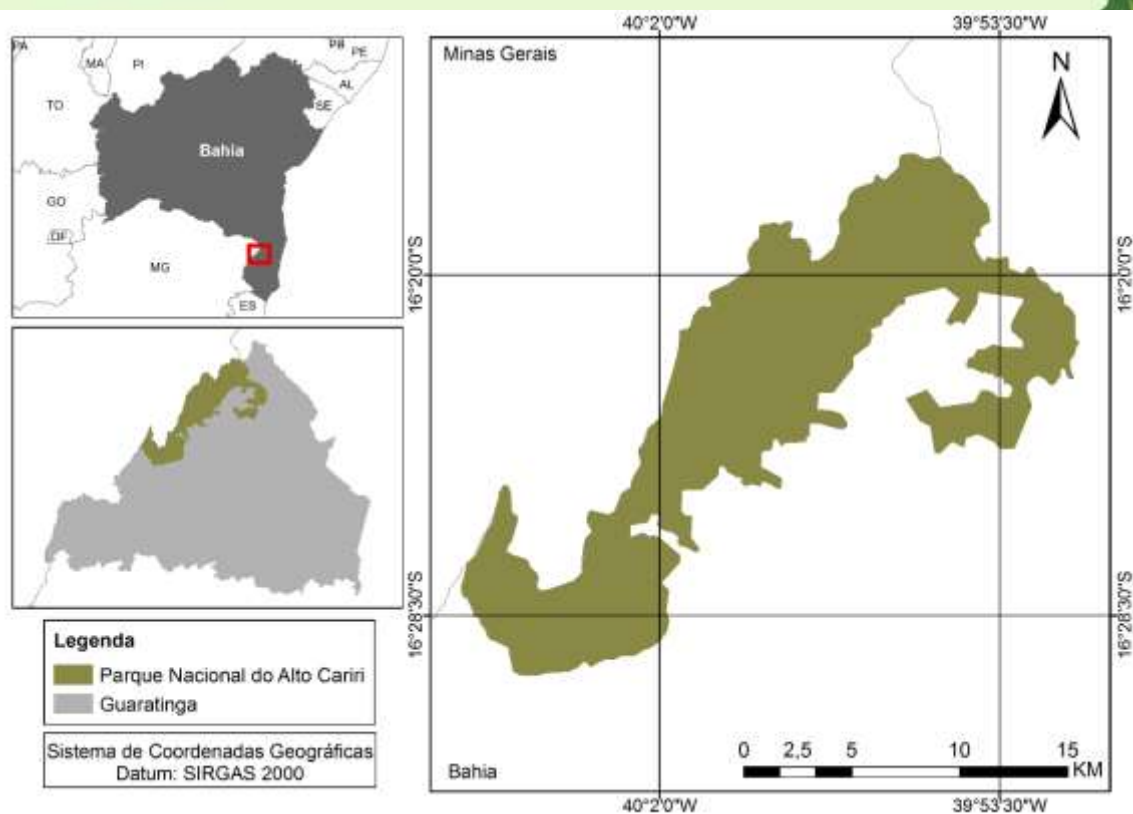 PA
MA
PI
PB
PE
AL
SE
TO
Bahia
GO
DF
MG
ES
Legenda
Parque Nacional do Alto Cariri
Guaratinga
Sistema de Coordenadas Geográficas
Datum: SIRGAS 2000
40°2'0"W
39°53'30"W
Minas Gerais
N
16°20'0"S
16°20'0"S
16°28'30"S
16°28'30"S
Bahia
0 2,5 5 10 15
KM
40°2'0"W
39°53'30"W